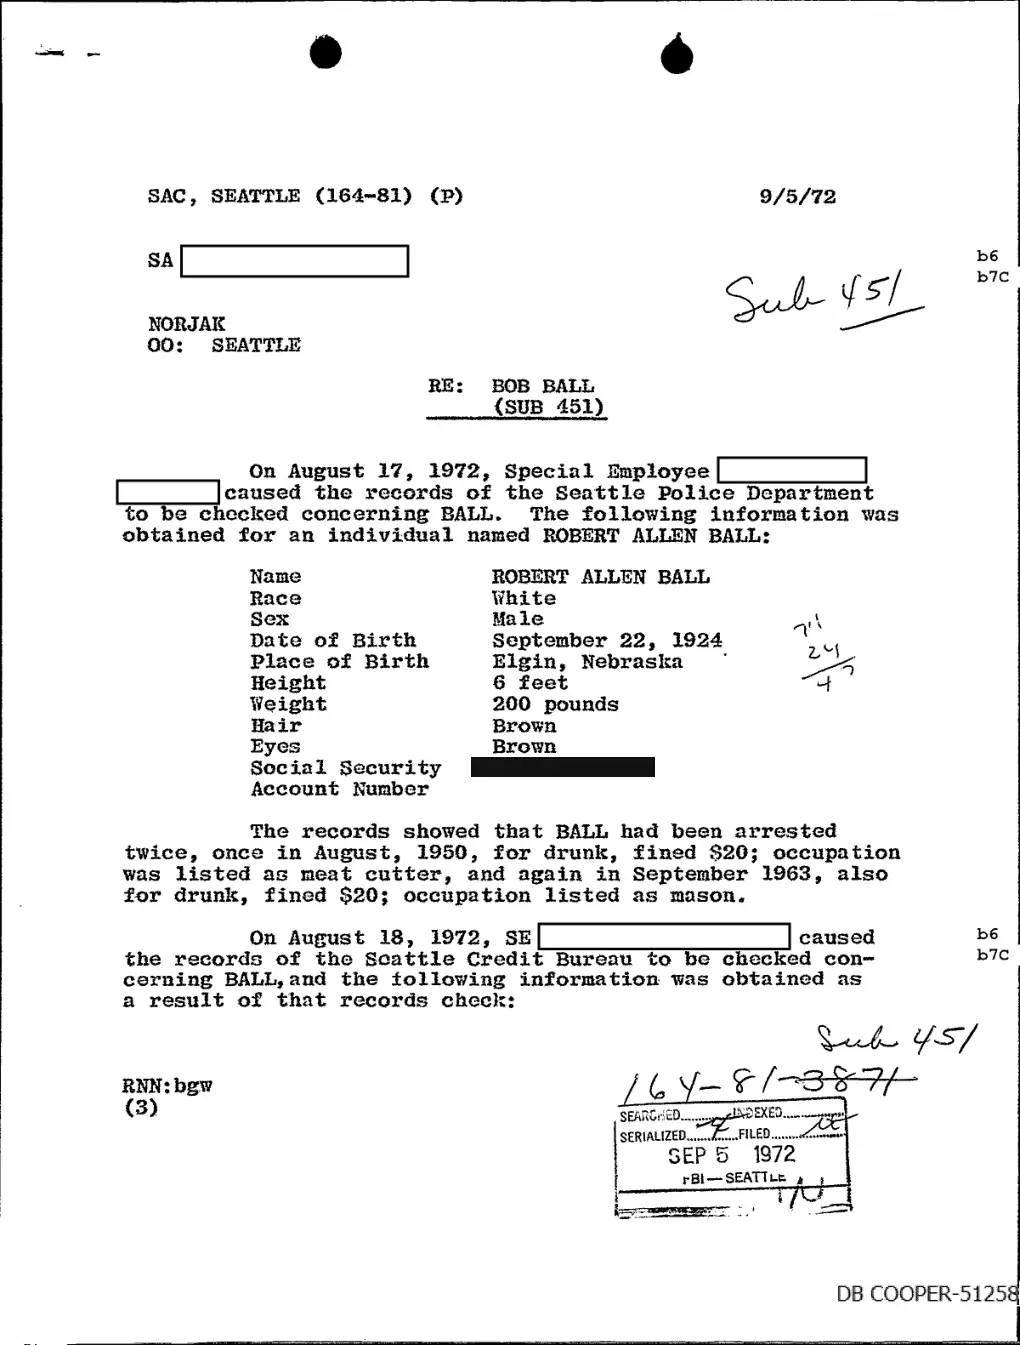 SAC, SEATTLE (164-81) (P) 9/5/72
SA
b6
b7C
Sub 451
NORJAK
OO: SEATTLE
RE: BOB BALL
(SUB 451)
On August 17, 1972, Special Employee
caused the records of the Seattle Police Department
to be checked concerning BALL. The following information was
obtained for an individual named ROBERT ALLEN BALL:
Name ROBERT ALLEN BALL
Race White
Sex Male
Date of Birth September 22, 1924
Place of Birth Elgin, Nebraska
Height 6 feet
Weight 200 pounds
Hair Brown
Eyes Brown
Social Security
Account Number
71
24
47
The records showed that BALL had been arrested
twice, once in August, 1950, for drunk, fined $20; occupation
was listed as meat cutter, and again in September 1963, also
for drunk, fined $20; occupation listed as mason.
On August 18, 1972, SE caused
the records of the Seattle Credit Bureau to be checked con-
cerning BALL, and the following information was obtained as
a result of that records check:
b6
b7C
Sub 451
RNN:bgw
(3)
164-81-3871
SEARCHED INDEXED
SERIALIZED FILED
SEP 5 1972
FBI — SEATTLE
DB COOPER-51258